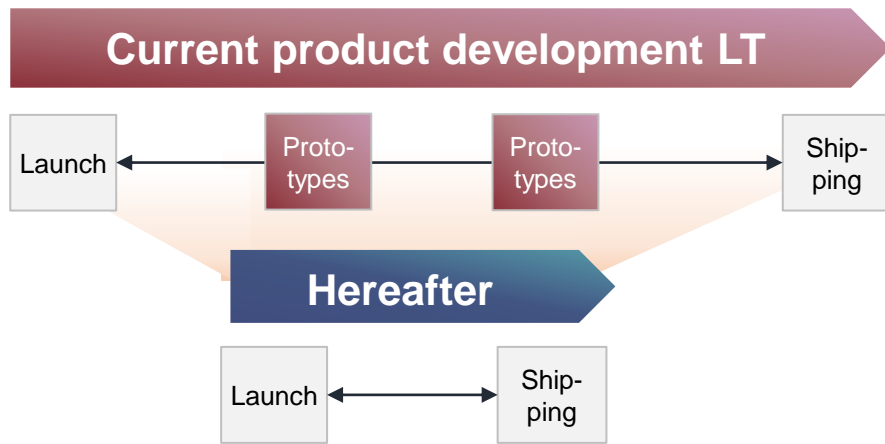 Current product development LT
Launch
Proto-
types
Proto-
types
Ship-
ping
Hereafter
Launch
Ship-
ping